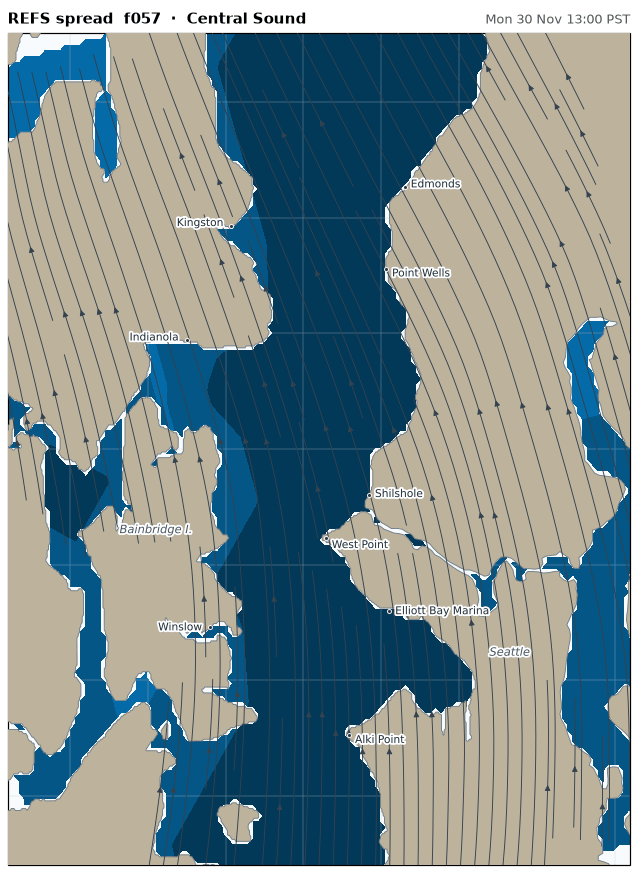 REFS spread f057 · Central Sound
Mon 30 Nov 13:00 PST
Edmonds
Kingston
Point Wells
Indianola
Shilshole
Bainbridge I.
West Point
Elliott Bay Marina
Winslow
Seattle
Alki Point